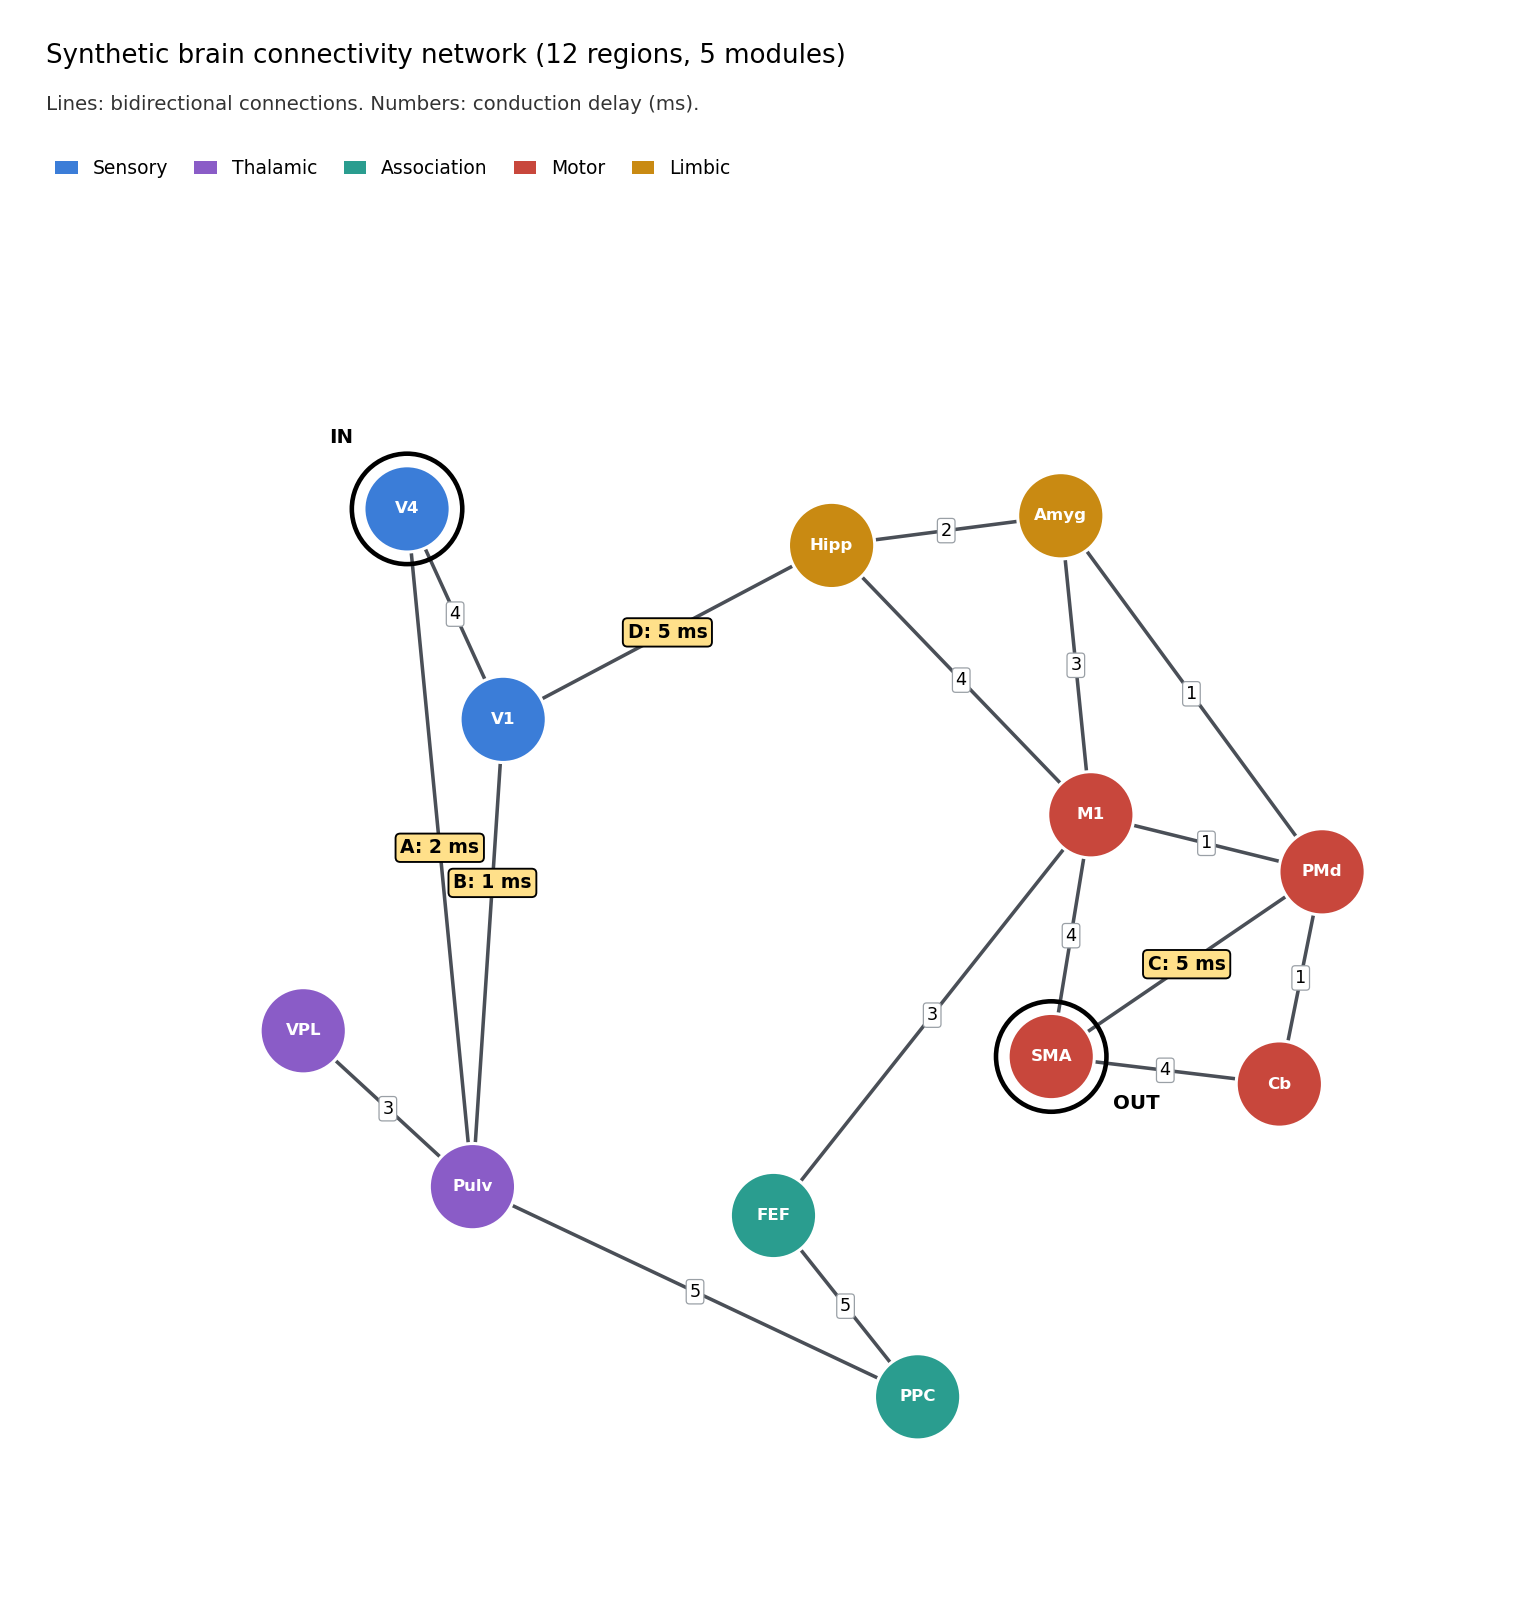 Synthetic brain connectivity network (12 regions, 5 modules)
Lines: bidirectional connections. Numbers: conduction delay (ms).
Sensory Thalamic Association Motor Limbic
IN
V4
Hipp
2
Amyg
4
D: 5 ms
V1
4
3
1
M1
1
PMd
A: 2 ms
B: 1 ms
4
C: 5 ms
1
VPL
3
SMA
4
Cb
OUT
3
Pulv
FEF
5
5
PPC